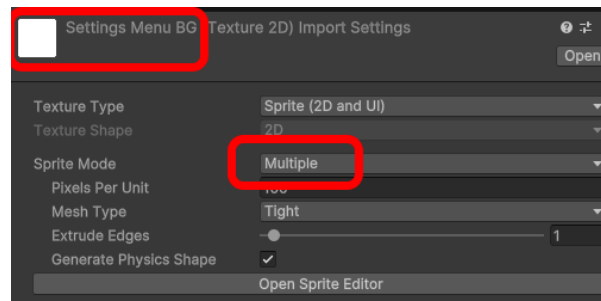 Settings Menu BG (Texture 2D) Import Settings
Open
Texture Type Sprite (2D and UI)
Texture Shape 2D
Sprite Mode Multiple
Pixels Per Unit 100
Mesh Type Tight
Extrude Edges 1
Generate Physics Shape
Open Sprite Editor